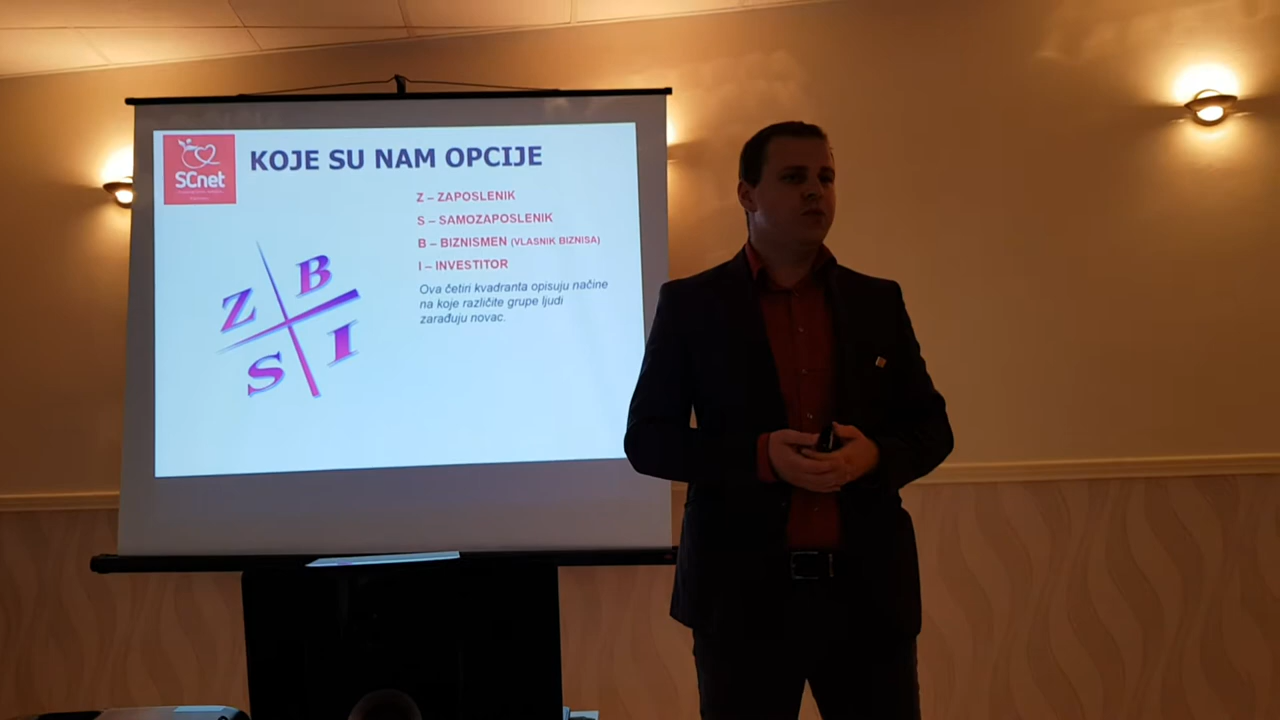 SCnet
KOJE SU NAM OPCIJE
Z – ZAPOSLENIK
S – SAMOZAPOSLENIK
B – BIZNISMEN (VLASNIK BIZNISA)
I – INVESTITOR
Ova četiri kvadranta opisuju načine
na koje različite grupe ljudi
zarađuju novac.
Z B
S I